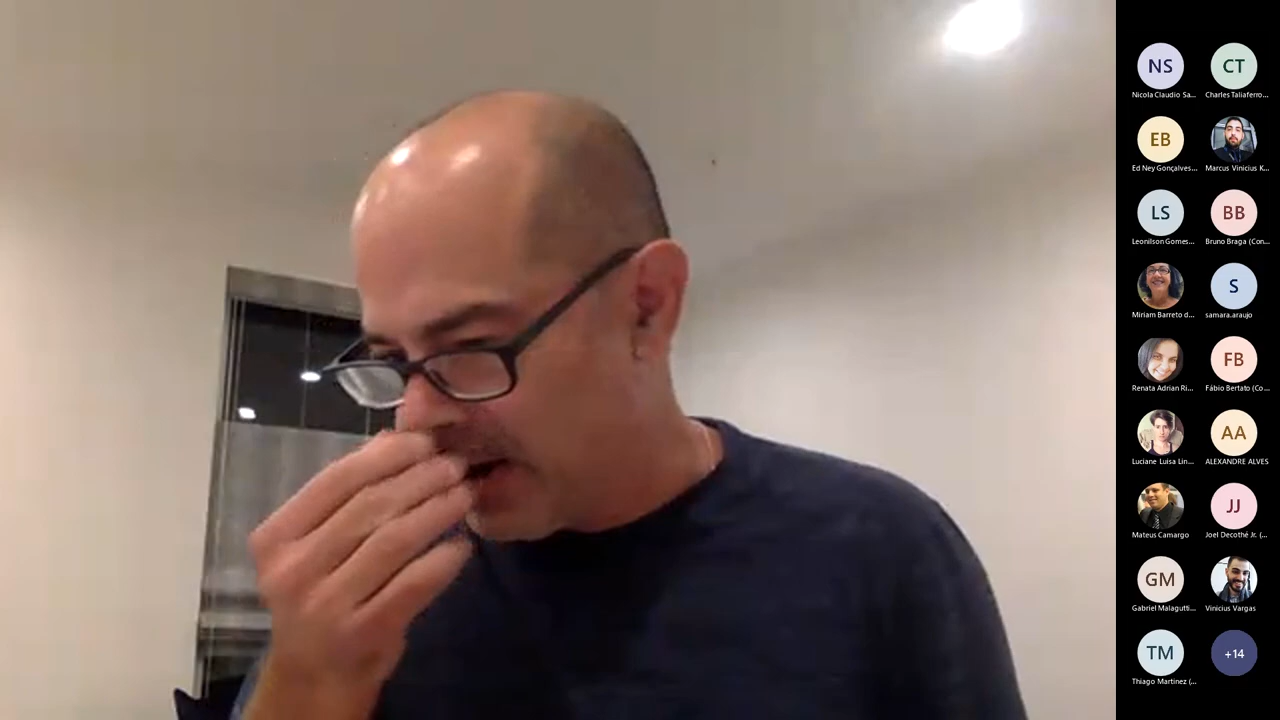 NS
CT
Nicola Claudio Sa...
Charles Taliaferro...
EB
Ed Ney Gonçalves...
Marcus Vinicius K...
LS
BB
Leonilson Gomes...
Bruno Braga (Con...
S
Miriam Barreto d...
samara.araujo
FB
Renata Adrian Ri...
Fábio Bertato (Co...
AA
Luciane Luisa Lin...
ALEXANDRE ALVES
JJ
Mateus Camargo
Joel Decothé Jr. (...
GM
Gabriel Malagutti...
Vinicius Vargas
TM
+14
Thiago Martinez (...